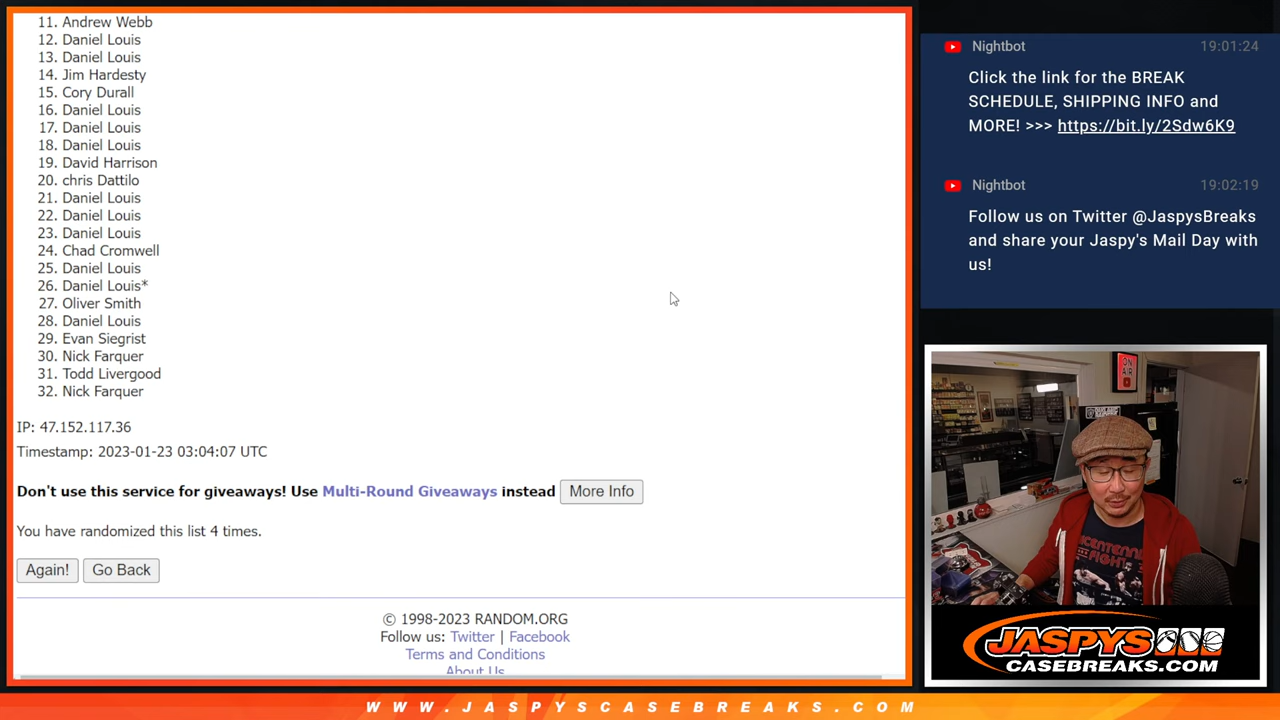 11. Andrew Webb
12. Daniel Louis
13. Daniel Louis
14. Jim Hardesty
15. Cory Durall
16. Daniel Louis
17. Daniel Louis
18. Daniel Louis
19. David Harrison
20. chris Dattilo
21. Daniel Louis
22. Daniel Louis
23. Daniel Louis
24. Chad Cromwell
25. Daniel Louis
26. Daniel Louis*
27. Oliver Smith
28. Daniel Louis
29. Evan Siegrist
30. Nick Farquer
31. Todd Livergood
32. Nick Farquer
IP: 47.152.117.36
Timestamp: 2023-01-23 03:04:07 UTC
Don't use this service for giveaways! Use Multi-Round Giveaways instead More Info
You have randomized this list 4 times.
Again! Go Back
© 1998-2023 RANDOM.ORG
Follow us: Twitter | Facebook
Terms and Conditions
About Us
Nightbot 19:01:24
Click the link for the BREAK
SCHEDULE, SHIPPING INFO and
MORE! >>> https://bit.ly/2Sdw6K9
Nightbot 19:02:19
Follow us on Twitter @JaspysBreaks
and share your Jaspy's Mail Day with
us!
ON
AIR
JASPYS
CASEBREAKS.COM
WWW.JASPYSCASEBREAKS.COM